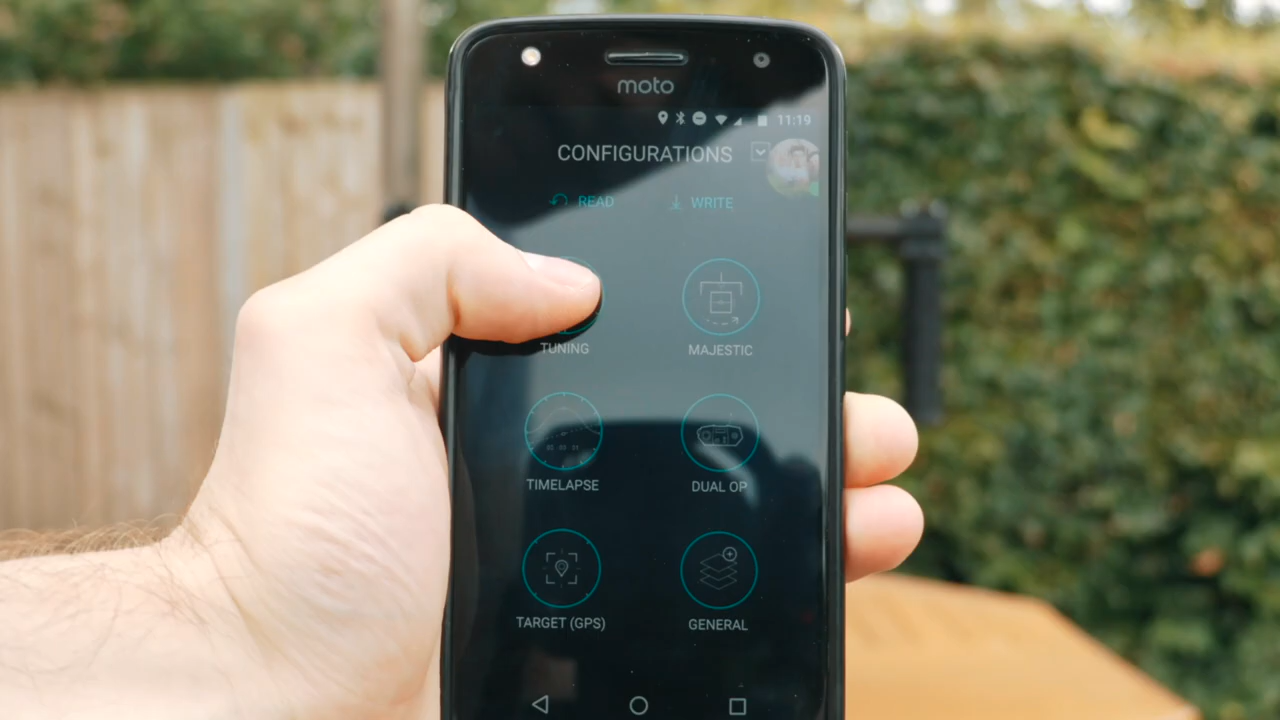 moto
11:19
CONFIGURATIONS
READ WRITE
TUNING MAJESTIC
TIMELAPSE DUAL OP
TARGET (GPS) GENERAL